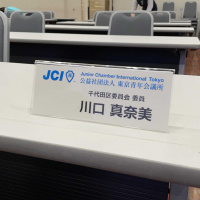 JCI
Junior Chamber International Tokyo
公益社団法人 東京青年会議所
千代田区委員会 委員
川口 真奈美